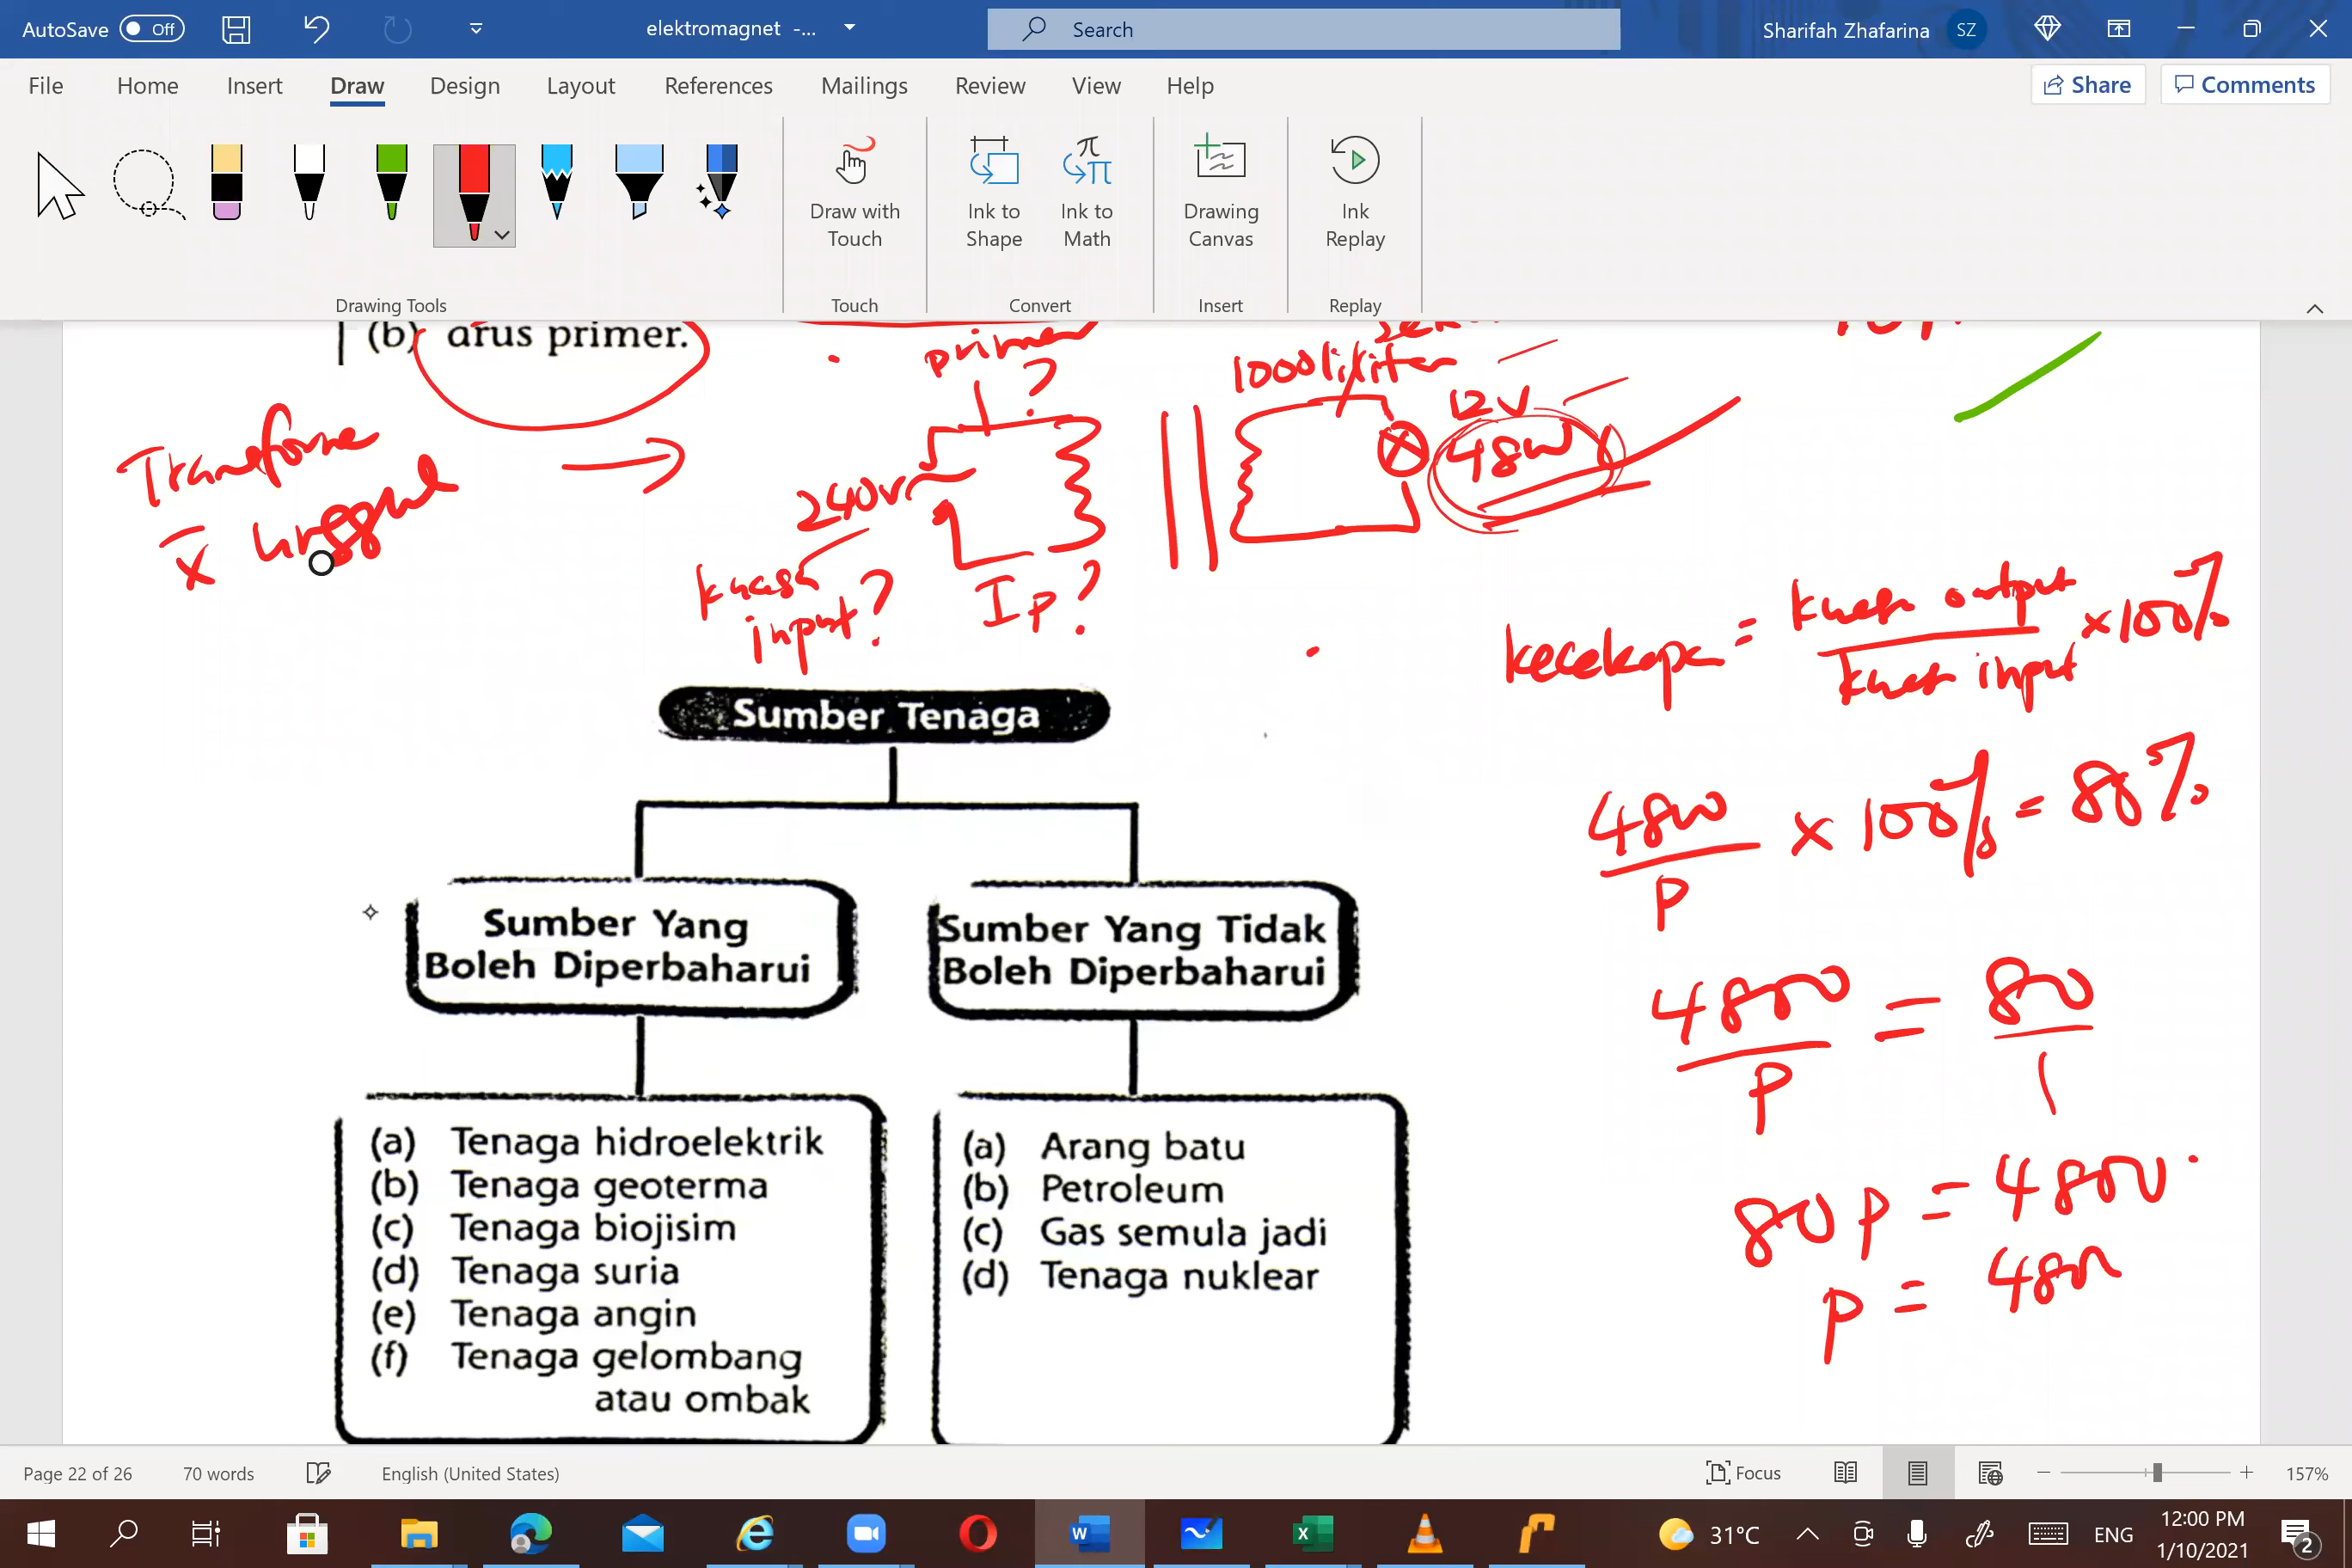 AutoSave Off elektromagnet -... Search Sharifah Zhafarina SZ
File Home Insert Draw Design Layout References Mailings Review View Help Share Comments
Draw with Touch
Ink to Shape
Ink to Math
Drawing Canvas
Ink Replay
Drawing Tools Touch Convert Insert Replay
(b) arus primer.
primer
?
1000 liliten
12V
48W
240V
Transforme
x unggul
kuasa
input?
Ip?
kuasa output
x 100%
kuasa input
Sumber Tenaga
48W
P
x 100% = 80%
Sumber Yang
Boleh Diperbaharui
Sumber Yang Tidak
Boleh Diperbaharui
4800
P
=
80
1
(a) Tenaga hidroelektrik
(b) Tenaga geoterma
(c) Tenaga biojisim
(d) Tenaga suria
(e) Tenaga angin
(f) Tenaga gelombang
atau ombak
(a) Arang batu
(b) Petroleum
(c) Gas semula jadi
(d) Tenaga nuklear
80P = 4800
P =
Page 22 of 26 70 words English (United States) Focus 157%
31°C ENG 12:00 PM
1/10/2021
2